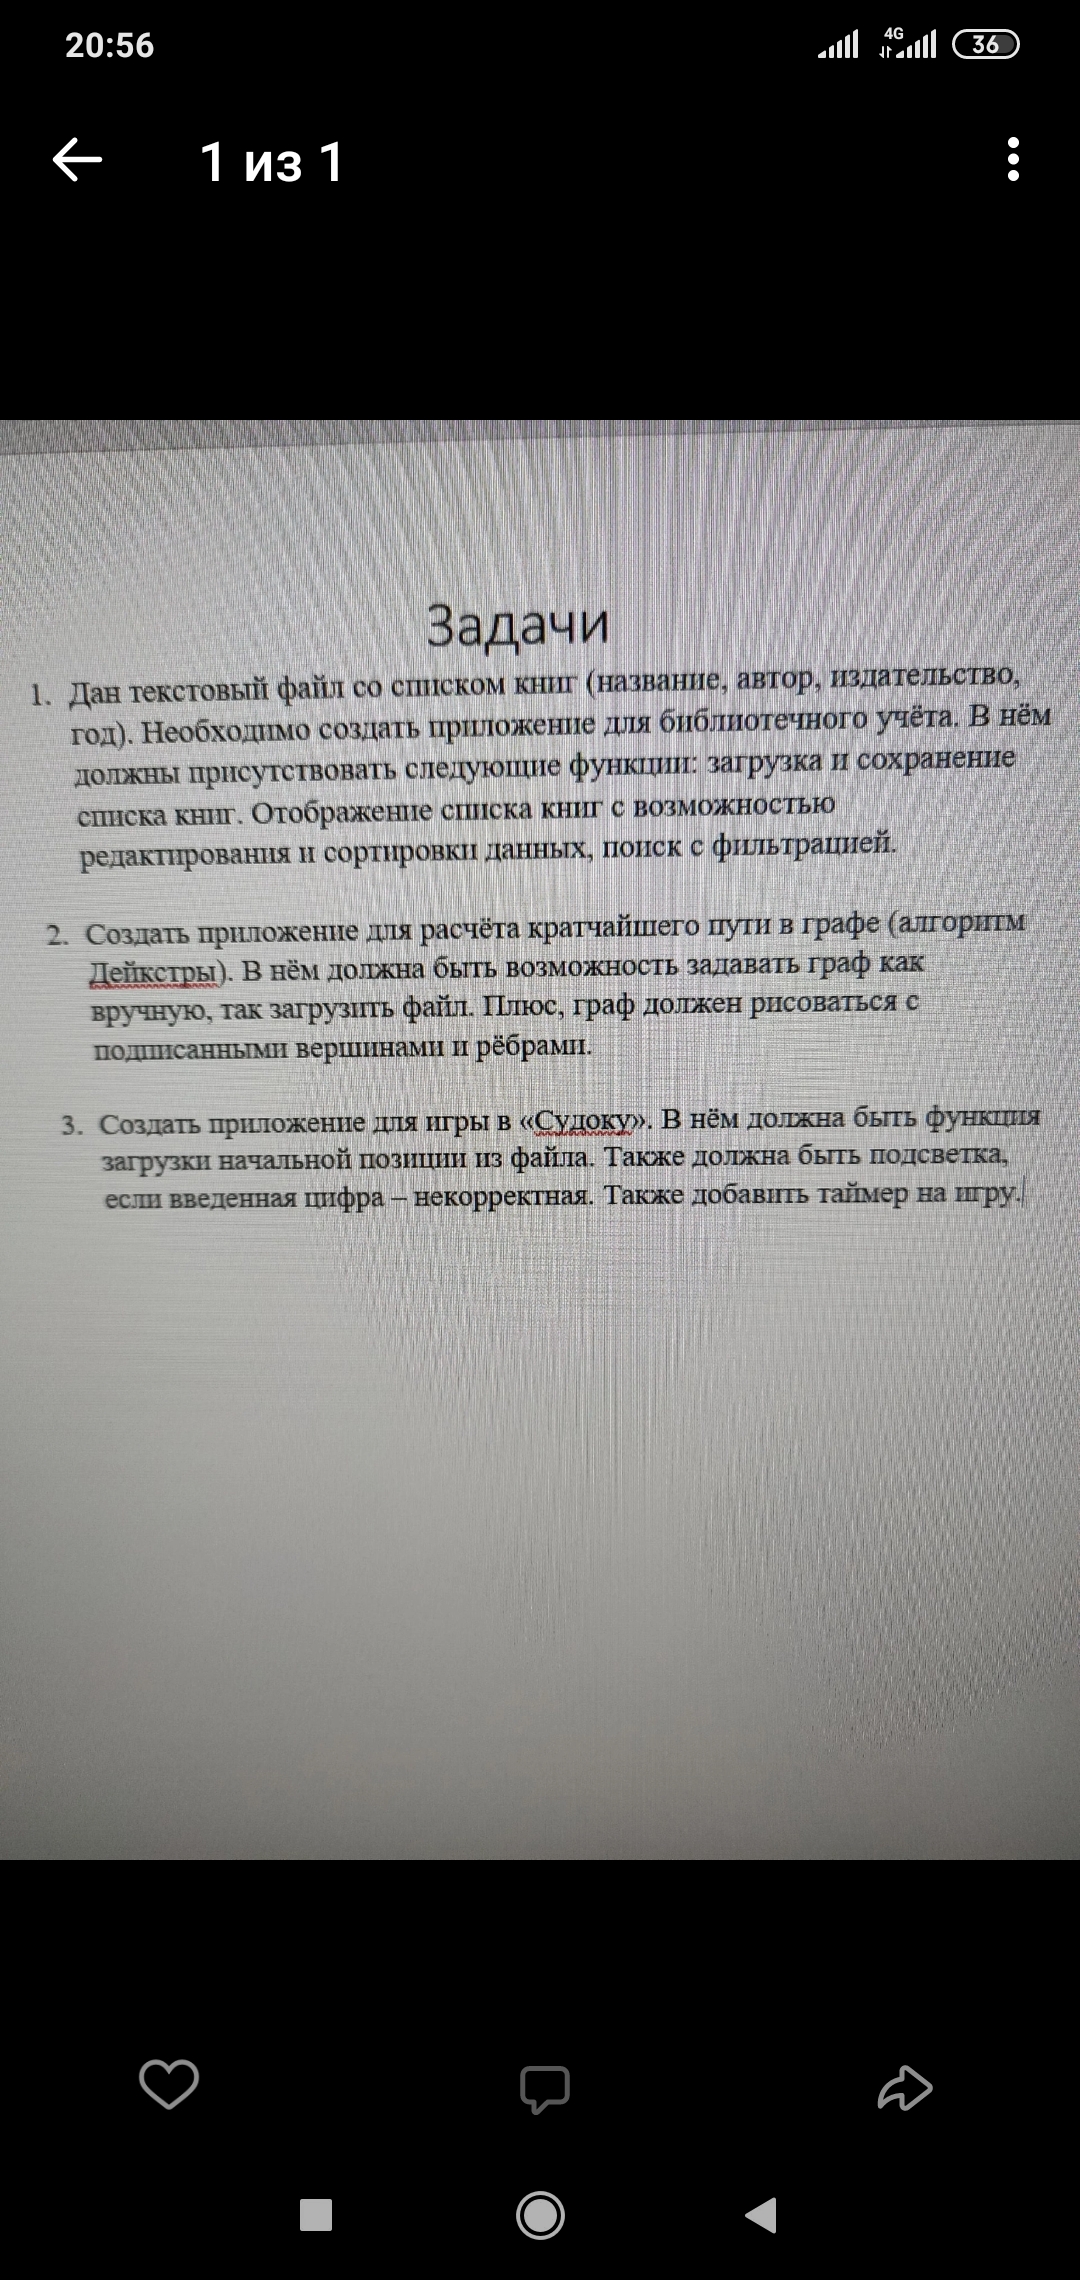 20:56
4G
36
1 из 1
Задачи
1. Дан текстовый файл со списком книг (название, автор, издательство,
год). Необходимо создать приложение для библиотечного учёта. В нём
должны присутствовать следующие функции: загрузка и сохранение
списка книг. Отображение списка книг с возможностью
редактирования и сортировки данных, поиск с фильтрацией.
2. Создать приложение для расчёта кратчайшего пути в графе (алгоритм
Дейкстры). В нём должна быть возможность задавать граф как
вручную, так загрузить файл. Плюс, граф должен рисоваться с
подписанными вершинами и рёбрами.
3. Создать приложение для игры в «Судоку». В нём должна быть функция
загрузки начальной позиции из файла. Также должна быть подсветка,
если введенная цифра – некорректная. Также добавить таймер на игру.